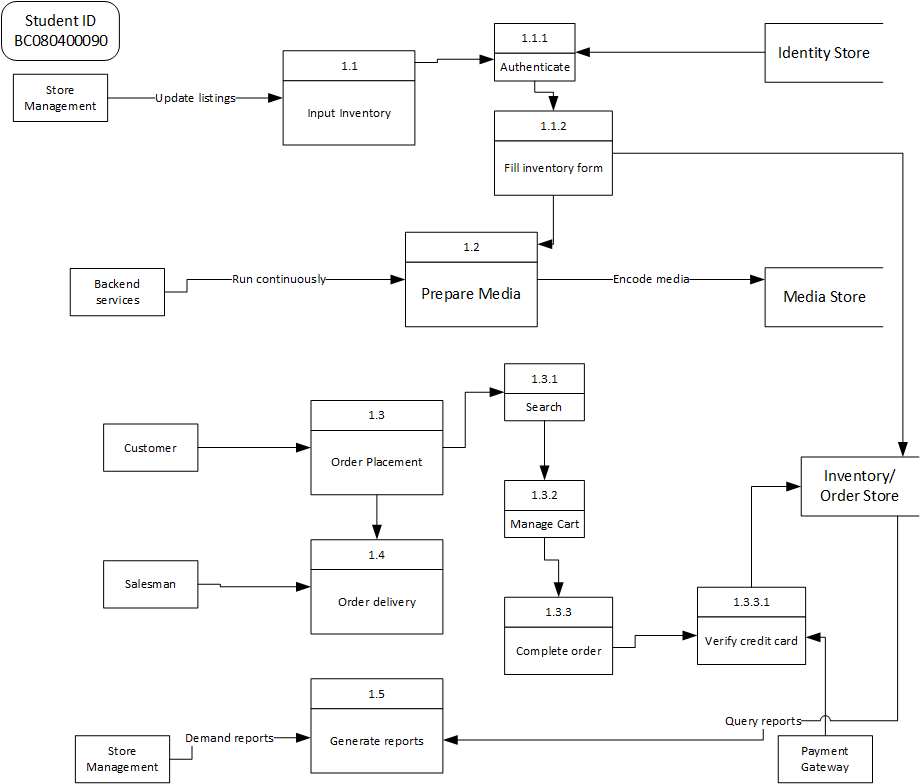 Student ID
BC080400090
1.1.1
Authenticate
Identity Store
Store
Management
Update listings
1.1
Input Inventory
1.1.2
Fill inventory form
1.2
Prepare Media
Backend
services
Run continuously
Encode media
Media Store
1.3.1
Search
1.3
Order Placement
Customer
Inventory/
Order Store
1.3.2
Manage Cart
1.4
Order delivery
Salesman
1.3.3
Complete order
1.3.3.1
Verify credit card
1.5
Generate reports
Query reports
Demand reports
Store
Management
Payment
Gateway